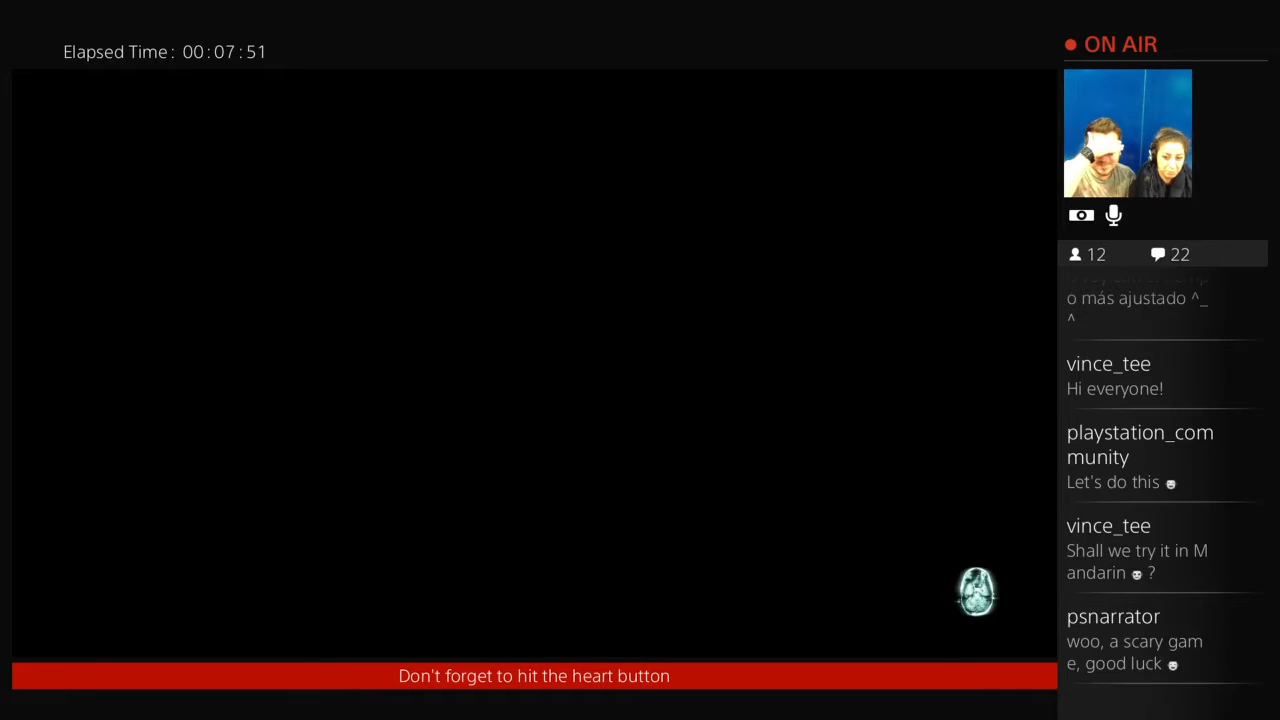 Elapsed Time: 00:07:51
ON AIR
12
22
o más ajustado ^_
^
vince_tee
Hi everyone!
playstation_com
munity
Let's do this
vince_tee
Shall we try it in M
andarin ?
psnarrator
woo, a scary gam
e, good luck
Don't forget to hit the heart button